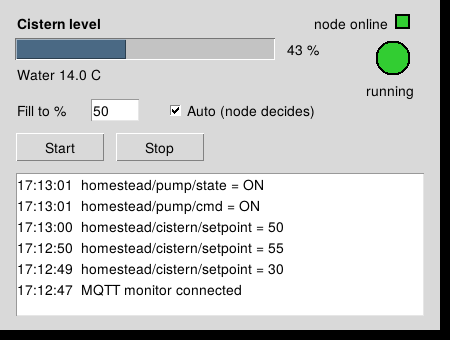 Cistern level
node online
43 %
Water 14.0 C
running
Fill to %
50
Auto (node decides)
Start
Stop
17:13:01 homestead/pump/state = ON
17:13:01 homestead/pump/cmd = ON
17:13:00 homestead/cistern/setpoint = 50
17:12:50 homestead/cistern/setpoint = 55
17:12:49 homestead/cistern/setpoint = 30
17:12:47 MQTT monitor connected